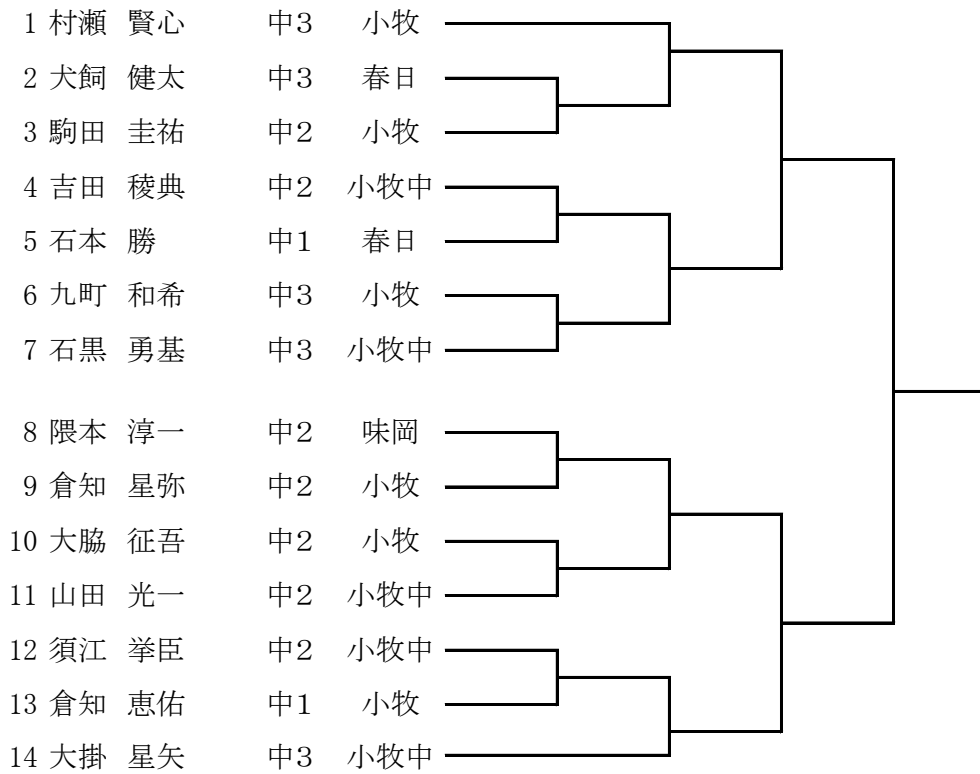 1 村瀬 賢心 中3 小牧
2 犬飼 健太 中3 春日
3 駒田 圭祐 中2 小牧
4 吉田 稜典 中2 小牧中
5 石本 勝 中1 春日
6 九町 和希 中3 小牧
7 石黒 勇基 中3 小牧中
8 隈本 淳一 中2 味岡
9 倉知 星弥 中2 小牧
10 大脇 征吾 中2 小牧
11 山田 光一 中2 小牧中
12 須江 挙臣 中2 小牧中
13 倉知 恵佑 中1 小牧
14 大掛 星矢 中3 小牧中